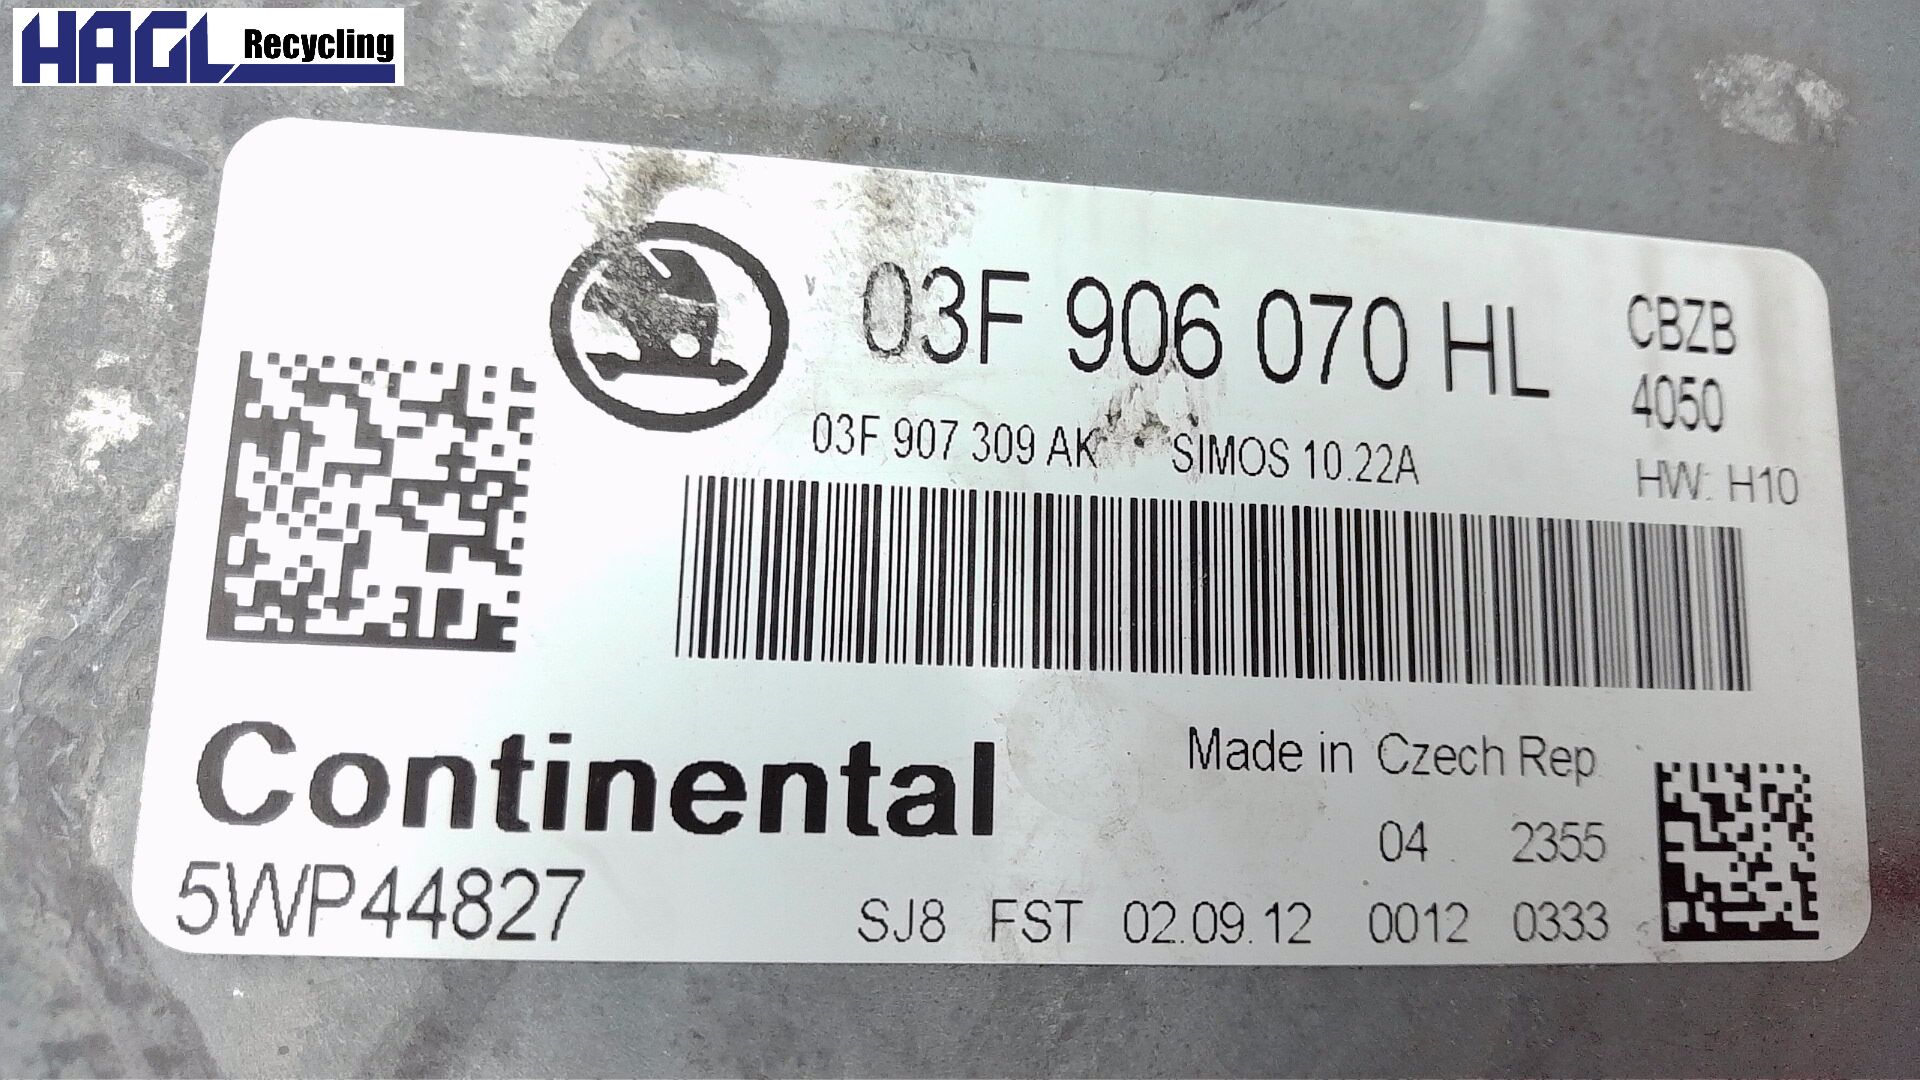 HAGL Recycling
03F 906 070 HL
CBZB
4050
03F 907 309 AK SIMOS 10.22A
HW: H10
Continental
Made in Czech Rep
04 2355
5WP44827
SJ8 FST 02.09.12 0012 0333